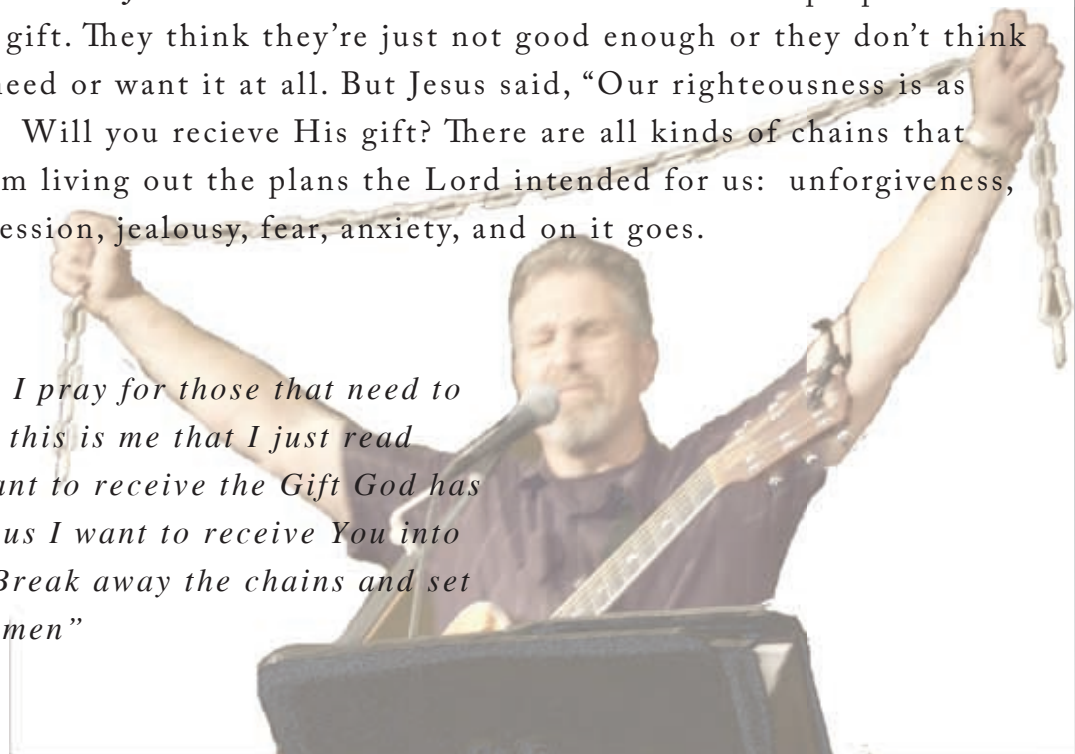 gift. They think they’re just not good enough or they don’t think
need or want it at all. But Jesus said, “Our righteousness is as
Will you recieve His gift? There are all kinds of chains that
m living out the plans the Lord intended for us: unforgiveness,
ession, jealousy, fear, anxiety, and on it goes.
I pray for those that need to
this is me that I just read
ant to receive the Gift God has
us I want to receive You into
Break away the chains and set
men”